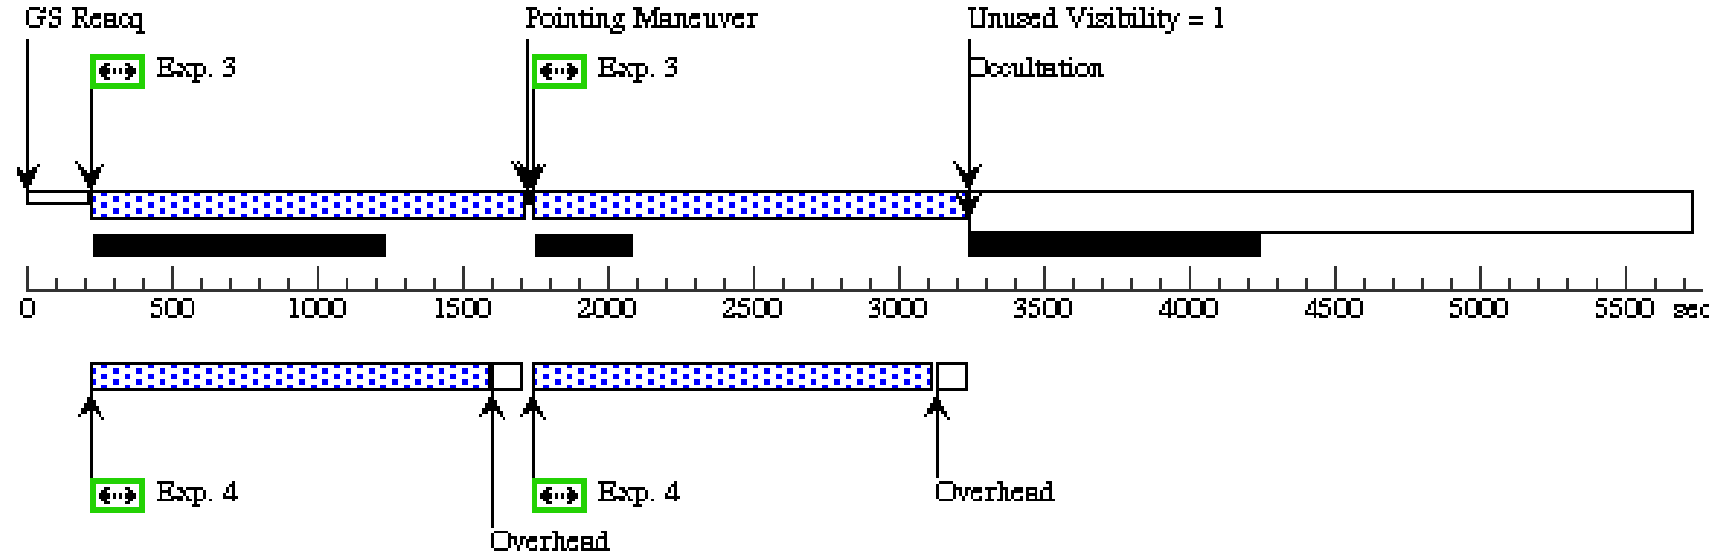 GS Reacq
Pointing Maneuver
Unused Visibility = 1
Exp. 3
Exp. 3
Occultation
0 500 1000 1500 2000 2500 3000 3500 4000 4500 5000 5500 sec
Exp. 4
Exp. 4
Overhead
Overhead